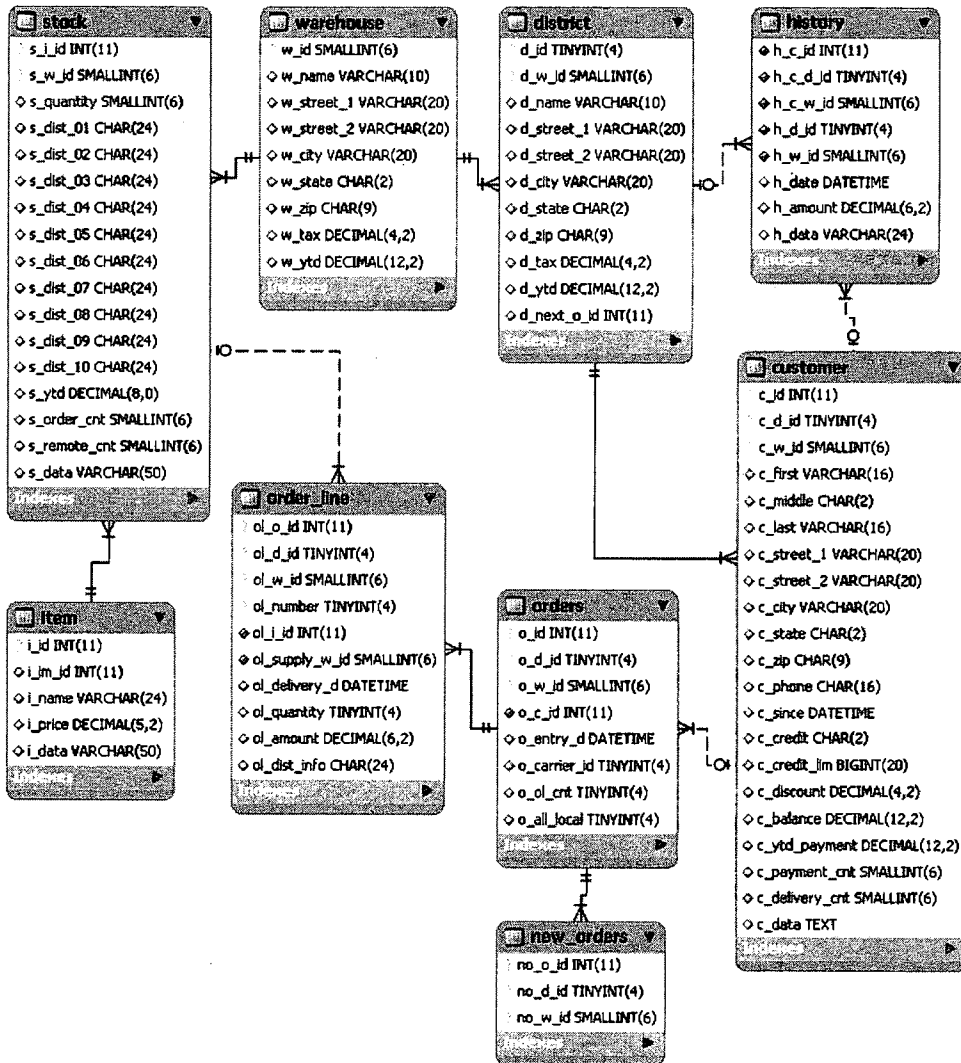 stock
s_i_id INT(11)
s_w_id SMALLINT(6)
s_quantity SMALLINT(6)
s_dist_01 CHAR(24)
s_dist_02 CHAR(24)
s_dist_03 CHAR(24)
s_dist_04 CHAR(24)
s_dist_05 CHAR(24)
s_dist_06 CHAR(24)
s_dist_07 CHAR(24)
s_dist_08 CHAR(24)
s_dist_09 CHAR(24)
s_dist_10 CHAR(24)
s_ytd DECIMAL(8,0)
s_order_cnt SMALLINT(6)
s_remote_cnt SMALLINT(6)
s_data VARCHAR(50)
Indexes
warehouse
w_id SMALLINT(6)
w_name VARCHAR(10)
w_street_1 VARCHAR(20)
w_street_2 VARCHAR(20)
w_city VARCHAR(20)
w_state CHAR(2)
w_zip CHAR(9)
w_tax DECIMAL(4,2)
w_ytd DECIMAL(12,2)
Indexes
district
d_id TINYINT(4)
d_w_id SMALLINT(6)
d_name VARCHAR(10)
d_street_1 VARCHAR(20)
d_street_2 VARCHAR(20)
d_city VARCHAR(20)
d_state CHAR(2)
d_zip CHAR(9)
d_tax DECIMAL(4,2)
d_ytd DECIMAL(12,2)
d_next_o_id INT(11)
Indexes
history
h_c_id INT(11)
h_c_d_id TINYINT(4)
h_c_w_id SMALLINT(6)
h_d_id TINYINT(4)
h_w_id SMALLINT(6)
h_date DATETIME
h_amount DECIMAL(6,2)
h_data VARCHAR(24)
Indexes
customer
c_id INT(11)
c_d_id TINYINT(4)
c_w_id SMALLINT(6)
c_first VARCHAR(16)
c_middle CHAR(2)
c_last VARCHAR(16)
c_street_1 VARCHAR(20)
c_street_2 VARCHAR(20)
c_city VARCHAR(20)
c_state CHAR(2)
c_zip CHAR(9)
c_phone CHAR(16)
c_since DATETIME
c_credit CHAR(2)
c_credit_lim BIGINT(20)
c_discount DECIMAL(4,2)
c_balance DECIMAL(12,2)
c_ytd_payment DECIMAL(12,2)
c_payment_cnt SMALLINT(6)
c_delivery_cnt SMALLINT(6)
c_data TEXT
Indexes
order_line
ol_o_id INT(11)
ol_d_id TINYINT(4)
ol_w_id SMALLINT(6)
ol_number TINYINT(4)
ol_i_id INT(11)
ol_supply_w_id SMALLINT(6)
ol_delivery_d DATETIME
ol_quantity TINYINT(4)
ol_amount DECIMAL(6,2)
ol_dist_info CHAR(24)
Indexes
item
i_id INT(11)
i_im_id INT(11)
i_name VARCHAR(24)
i_price DECIMAL(5,2)
i_data VARCHAR(50)
Indexes
orders
o_id INT(11)
o_d_id TINYINT(4)
o_w_id SMALLINT(6)
o_c_id INT(11)
o_entry_d DATETIME
o_carrier_id TINYINT(4)
o_ol_cnt TINYINT(4)
o_all_local TINYINT(4)
Indexes
new_orders
no_o_id INT(11)
no_d_id TINYINT(4)
no_w_id SMALLINT(6)
Indexes